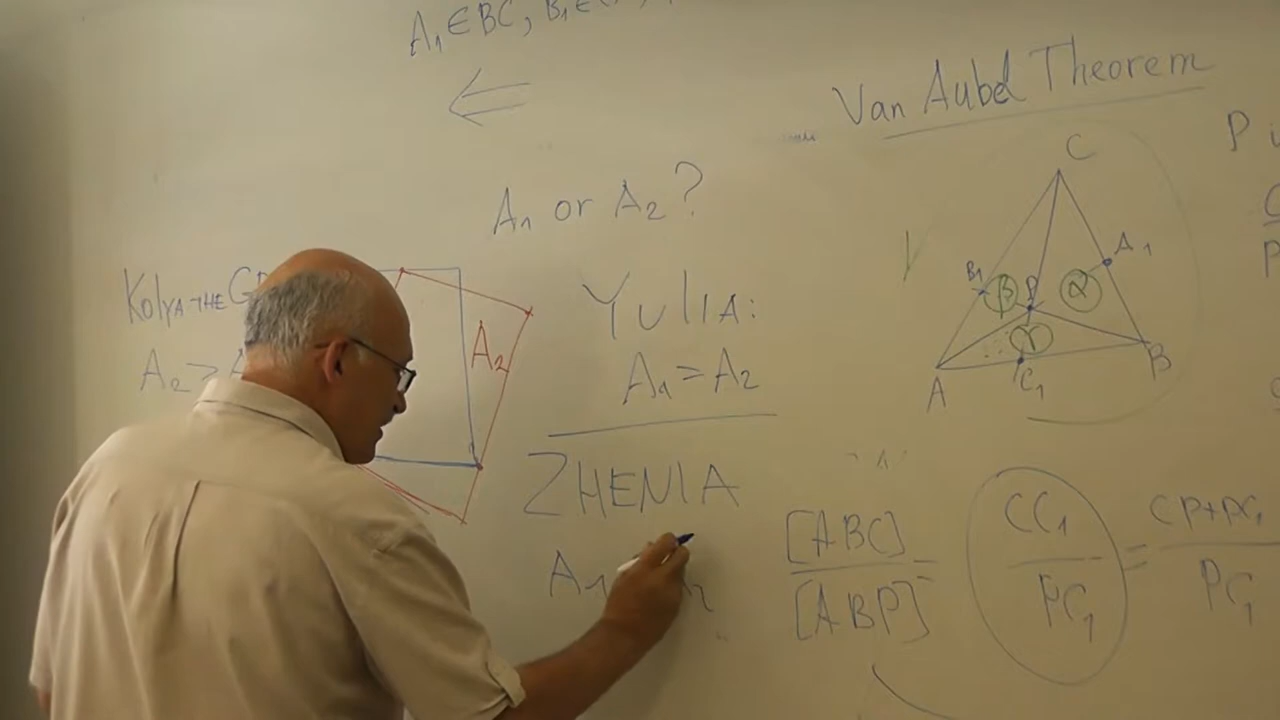 A₁ ∈ BC, B₁ ∈
⇐
Van Aubel Theorem
P
A₁ or A₂?
Kolya THE
A₂ >
A₂
YULIA:
A₁ = A₂
ZHENIA
A₁
C
B₁
β
P
α
A₁
γ
A
C₁
B
[ABC] / [ABP] = CC₁ / PC₁ = CP+PC₁ / PC₁